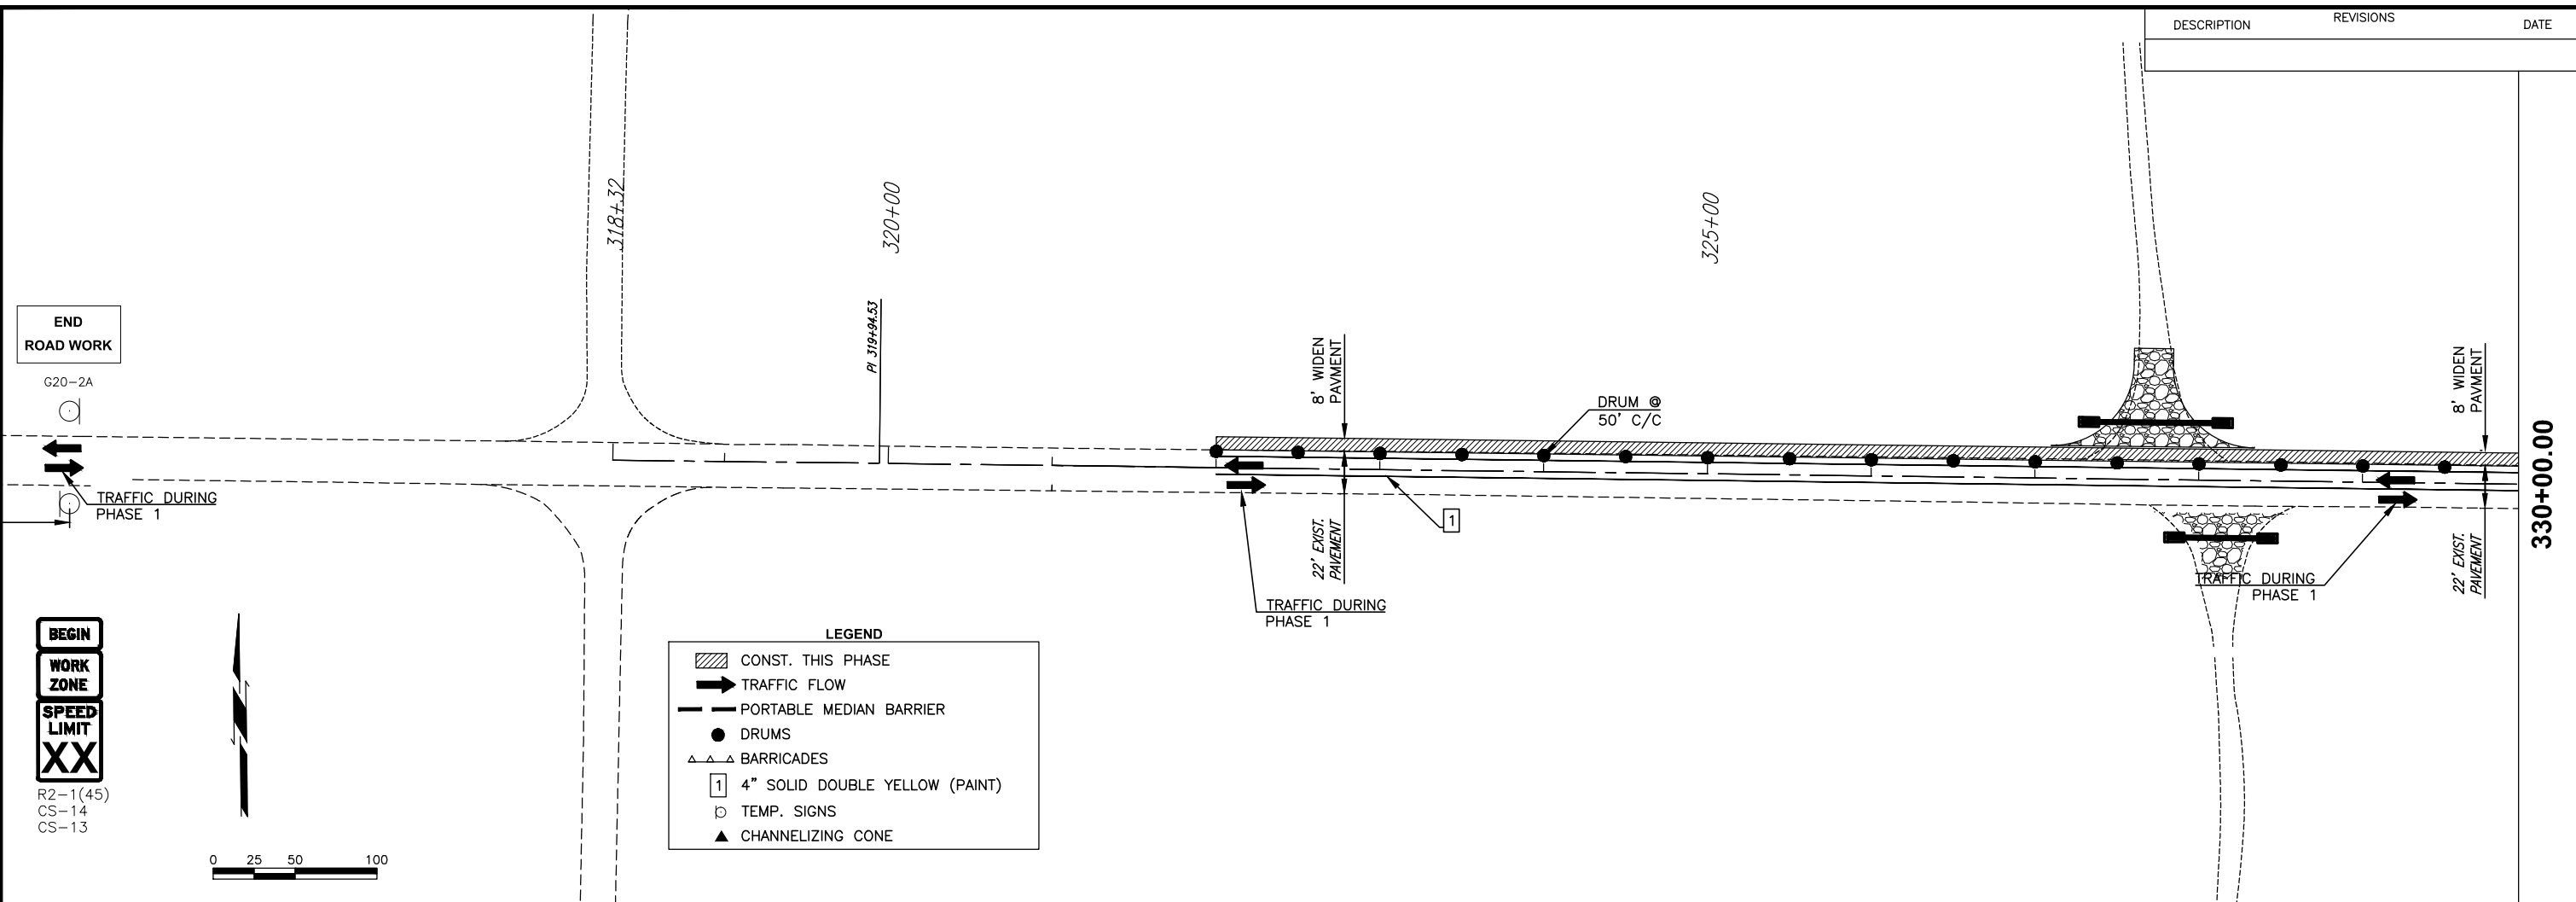 REVISIONS
DESCRIPTION
DATE
318+32
320+00
325+00
PI 319+94.53
END
ROAD WORK
G20-2A
TRAFFIC DURING
PHASE 1
8' WIDEN
PAVMENT
DRUM @
50' C/C
8' WIDEN
PAVMENT
330+00.00
1
22' EXIST.
PAVEMENT
TRAFFIC DURING
PHASE 1
TRAFFIC DURING
PHASE 1
22' EXIST.
PAVEMENT
BEGIN
WORK
ZONE
SPEED
LIMIT
XX
R2-1(45)
CS-14
CS-13
0 25 50 100
LEGEND
CONST. THIS PHASE
TRAFFIC FLOW
PORTABLE MEDIAN BARRIER
DRUMS
BARRICADES
1 4" SOLID DOUBLE YELLOW (PAINT)
TEMP. SIGNS
CHANNELIZING CONE